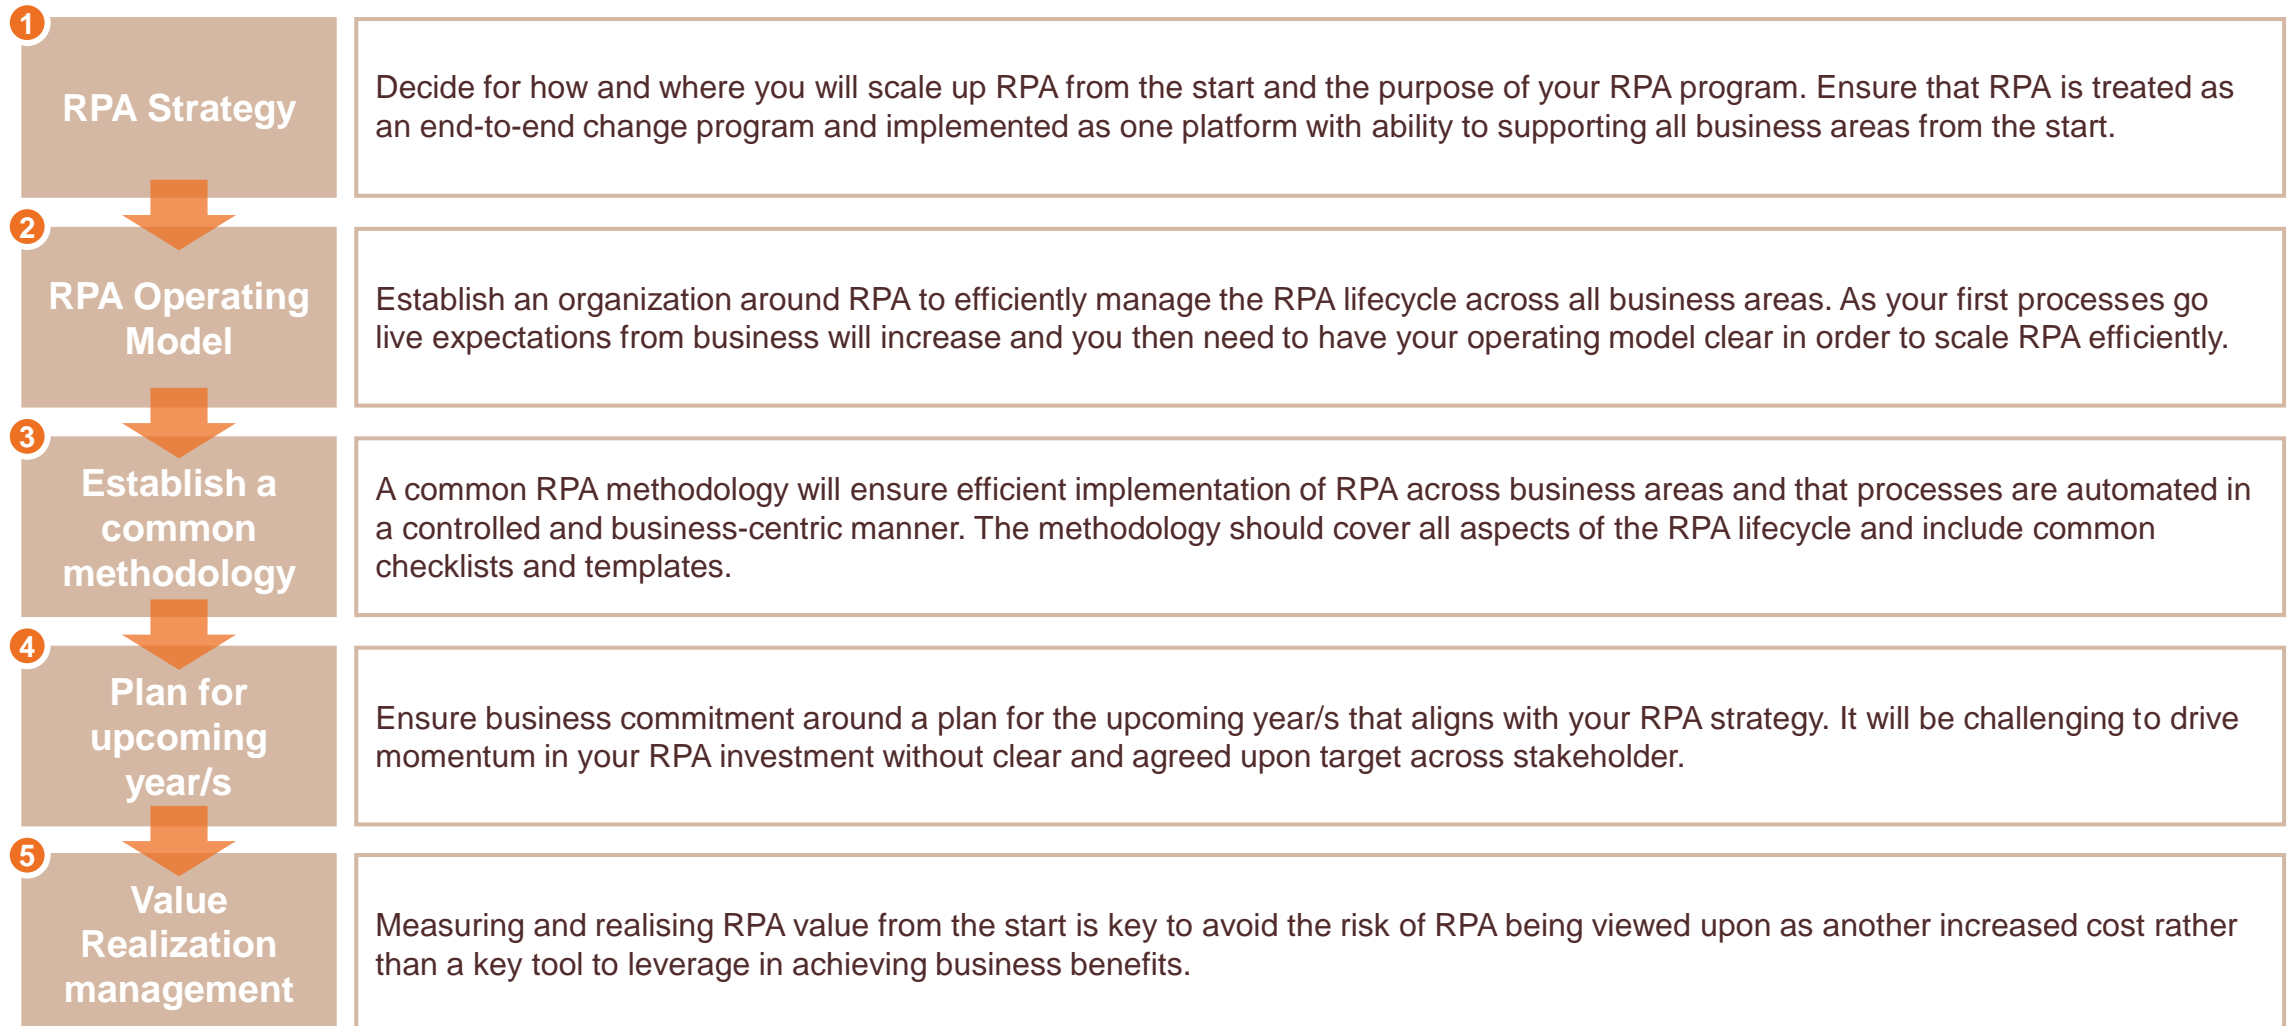 1
RPA Strategy
Decide for how and where you will scale up RPA from the start and the purpose of your RPA program. Ensure that RPA is treated as
an end-to-end change program and implemented as one platform with ability to supporting all business areas from the start.
2
RPA Operating
Model
Establish an organization around RPA to efficiently manage the RPA lifecycle across all business areas. As your first processes go
live expectations from business will increase and you then need to have your operating model clear in order to scale RPA efficiently.
3
Establish a
common
methodology
A common RPA methodology will ensure efficient implementation of RPA across business areas and that processes are automated in
a controlled and business-centric manner. The methodology should cover all aspects of the RPA lifecycle and include common
checklists and templates.
4
Plan for
upcoming
year/s
Ensure business commitment around a plan for the upcoming year/s that aligns with your RPA strategy. It will be challenging to drive
momentum in your RPA investment without clear and agreed upon target across stakeholder.
5
Value
Realization
management
Measuring and realising RPA value from the start is key to avoid the risk of RPA being viewed upon as another increased cost rather
than a key tool to leverage in achieving business benefits.